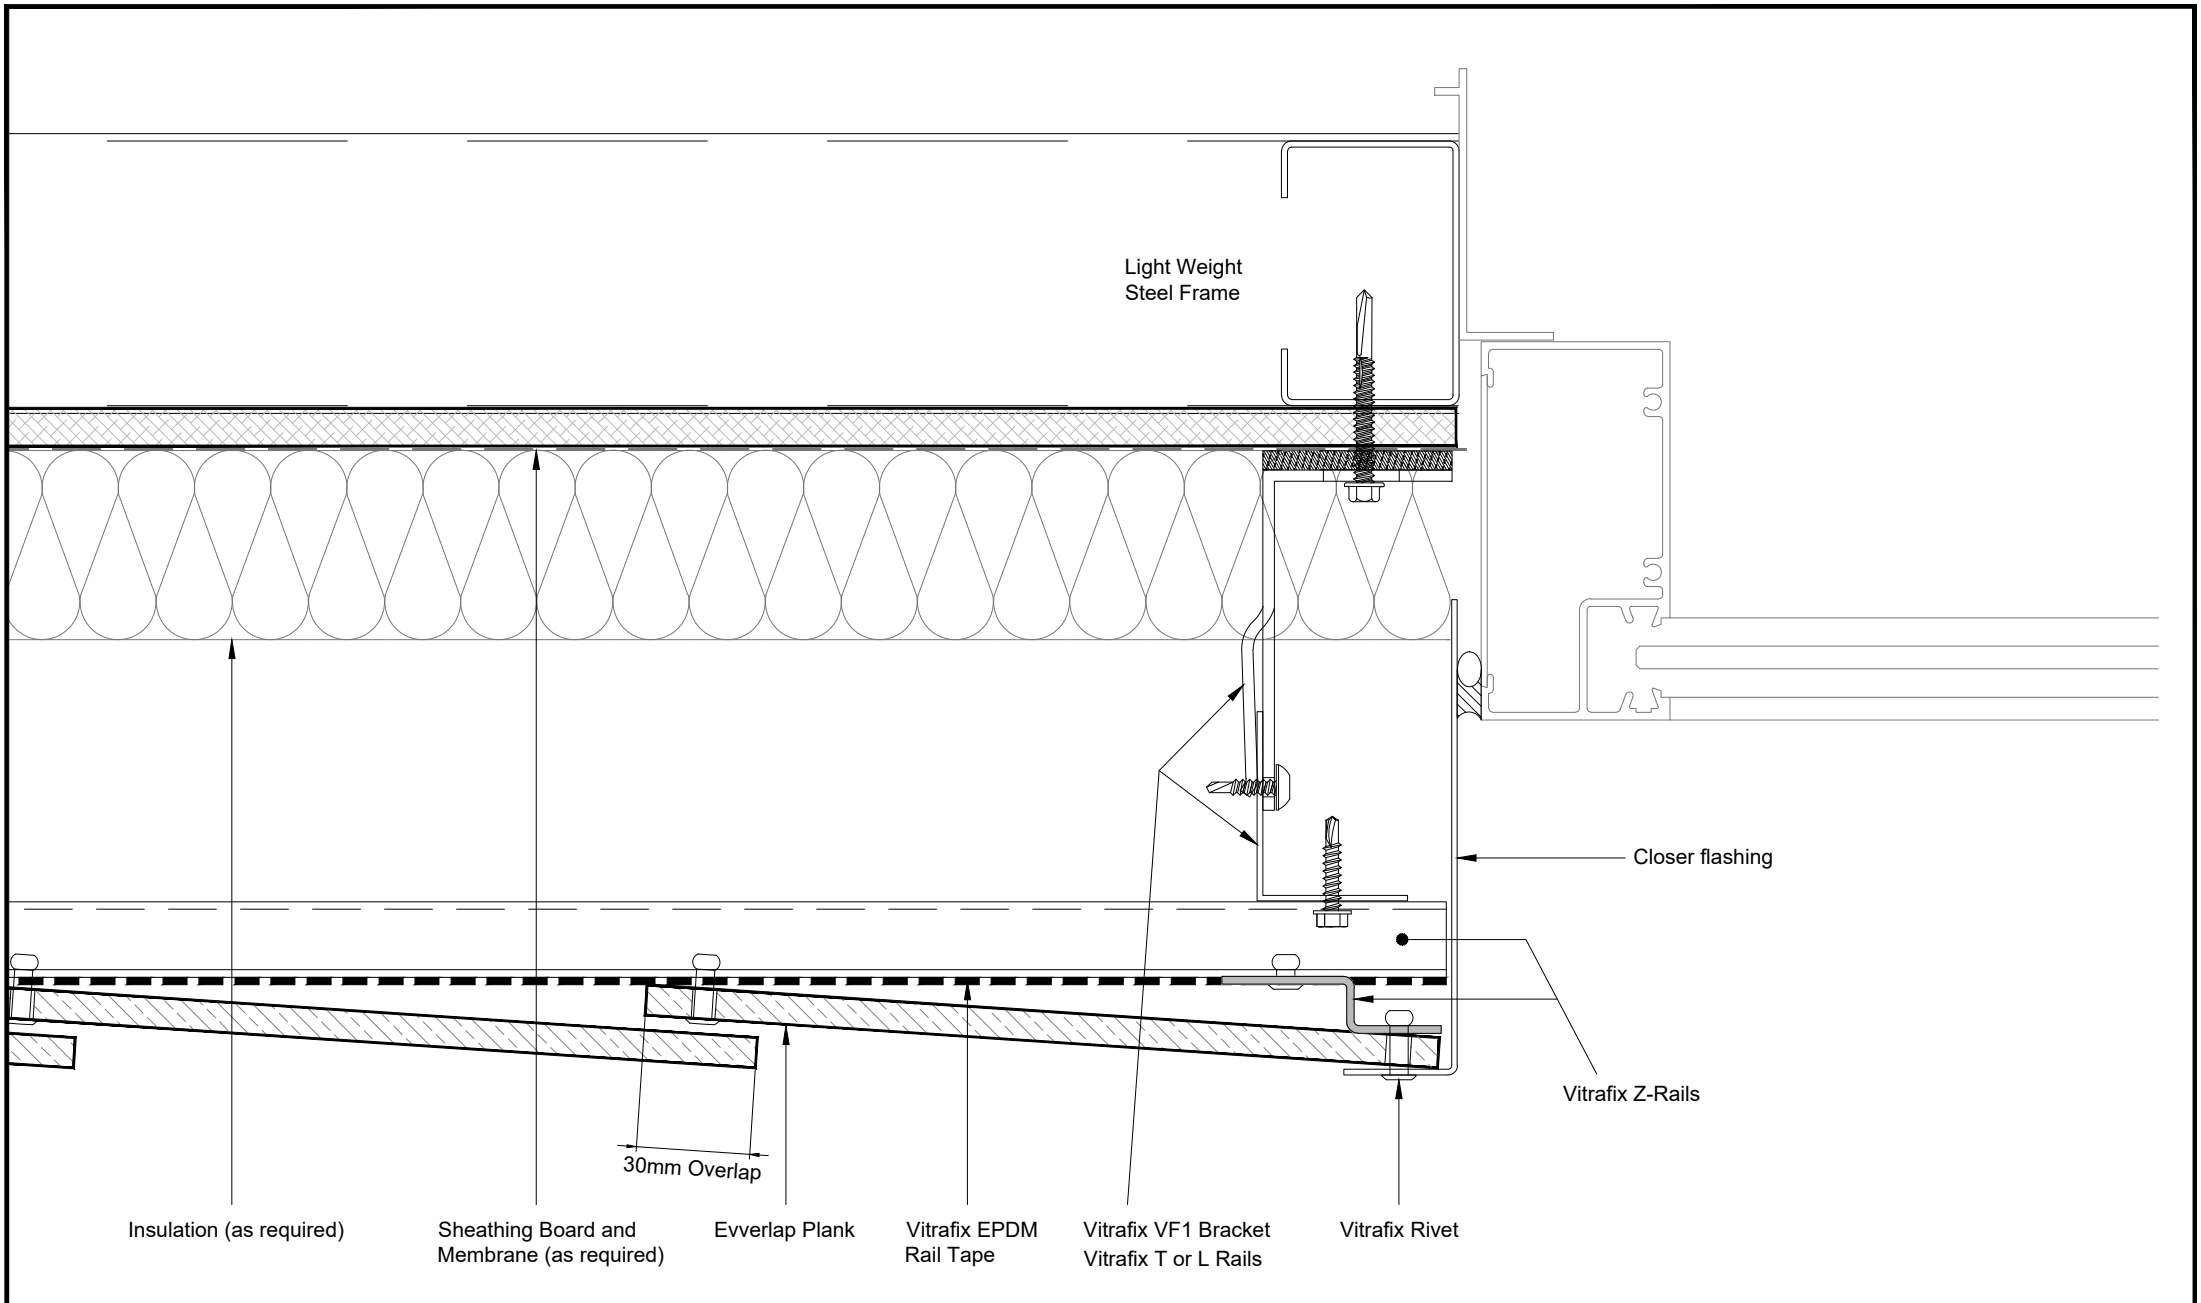 Light Weight
Steel Frame
Closer flashing
Vitrafix Z-Rails
30mm Overlap
Insulation (as required)
Sheathing Board and
Membrane (as required)
Evverlap Plank
Vitrafix EPDM
Rail Tape
Vitrafix VF1 Bracket
Vitrafix T or L Rails
Vitrafix Rivet